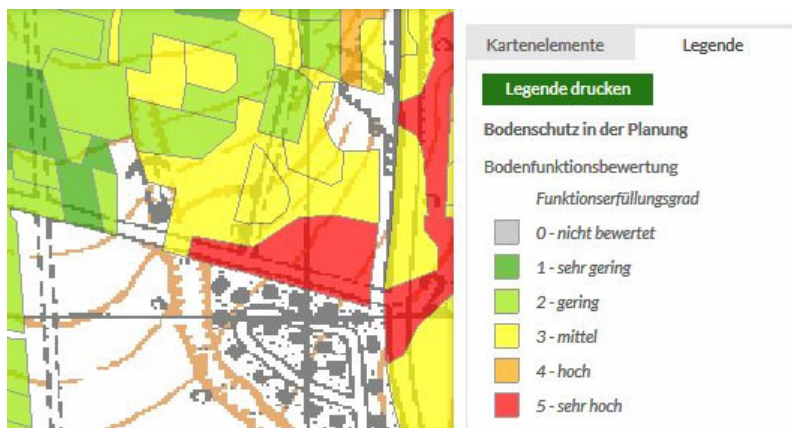 Kartenelemente
Legende
Legende drucken
Bodenschutz in der Planung
Bodenfunktionsbewertung
Funktionserfüllungsgrad
0 - nicht bewertet
1 - sehr gering
2 - gering
3 - mittel
4 - hoch
5 - sehr hoch